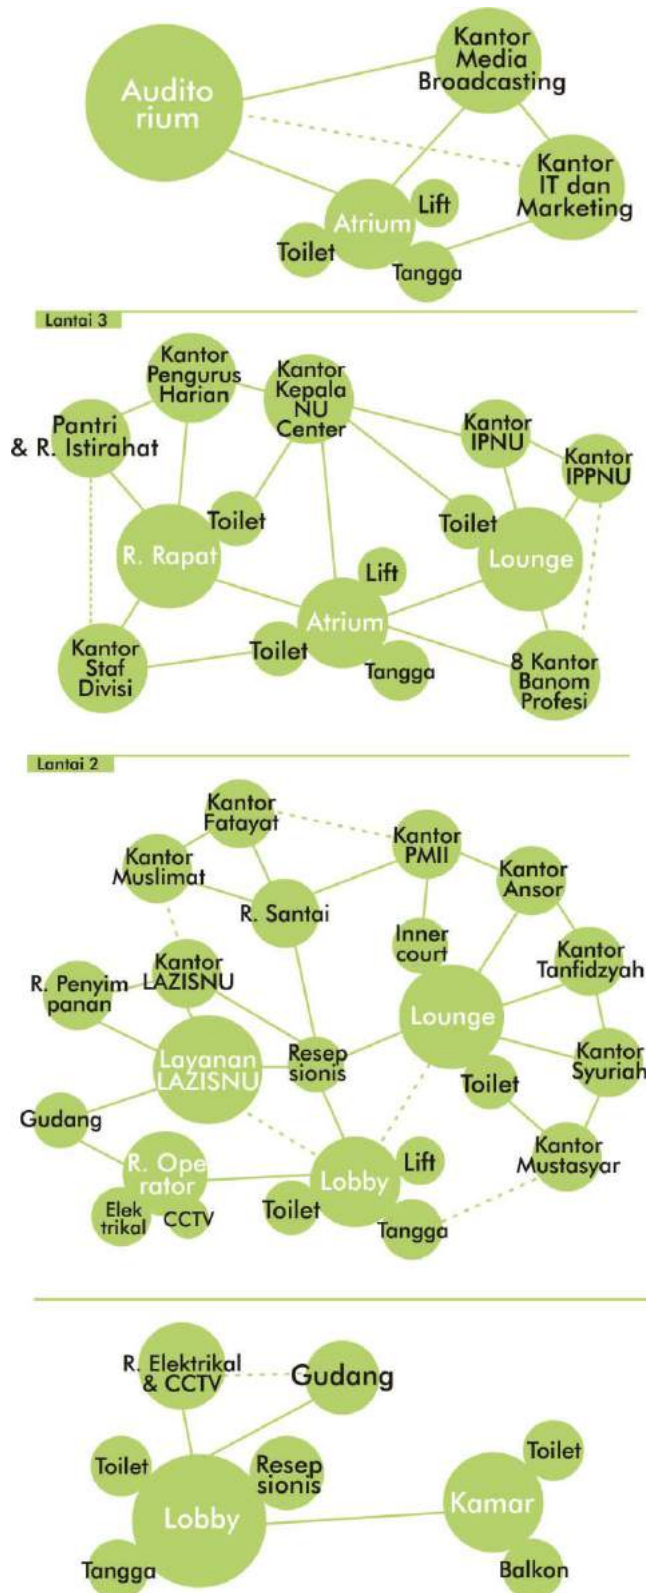 Kantor
Media
Broadcasting
Audito
rium
Kantor
IT dan
Marketing
Lift
Atrium
Toilet
Tangga
Lantai 3
Kantor
Pengurus
Harian
Kantor
Kepala
NU
Center
Pantri
& R. Istirahat
Kantor
IPNU
Kantor
IPPNU
Toilet
Toilet
R. Rapat
Lounge
Lift
Atrium
Toilet
Tangga
Kantor
Staf
Divisi
8 Kantor
Banom
Profesi
Lantai 2
Kantor
Fatayat
Kantor
PMII
Kantor
Muslimat
Kantor
Ansor
R. Santai
Inner
court
Kantor
Tanfidzyah
Kantor
LAZISNU
R. Penyim
panan
Lounge
Layanan
LAZISNU
Resep
sionis
Kantor
Syuriah
Toilet
Gudang
Kantor
Mustasyar
R. Ope
rator
Lobby
Lift
Elek
trikal
CCTV
Toilet
Tangga
R. Elektrikal
& CCTV
Gudang
Toilet
Resep
sionis
Toilet
Lobby
Kamar
Tangga
Balkon